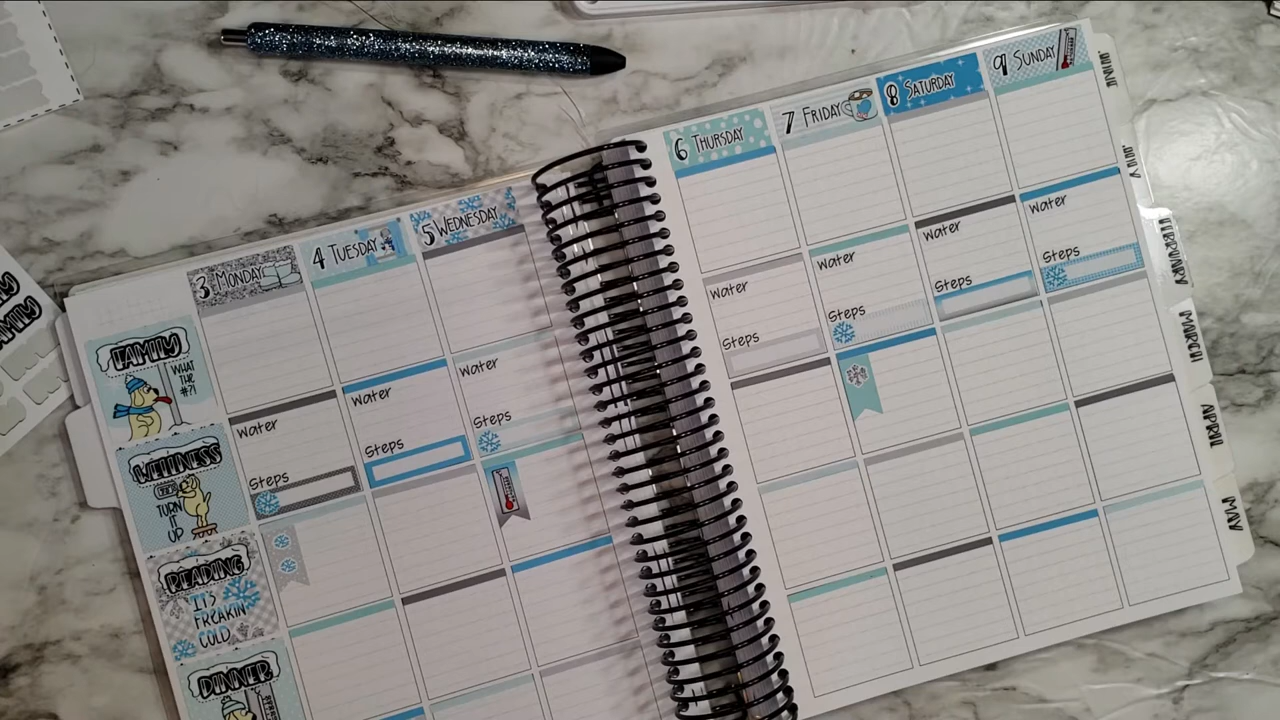 3 MONDAY
4 TUESDAY
5 WEDNESDAY
6 THURSDAY
7 FRIDAY
8 SATURDAY
9 SUNDAY
FAMILY
WHAT
THE
#?!
WELLNESS
TURN
IT
UP
READING
IT'S
FREAKIN
COLD
DINNER
Water
Steps
Water
Steps
Water
Steps
Water
Steps
Water
Steps
Water
Steps
Water
Steps
MARCH
APRIL
MAY
FAMILY